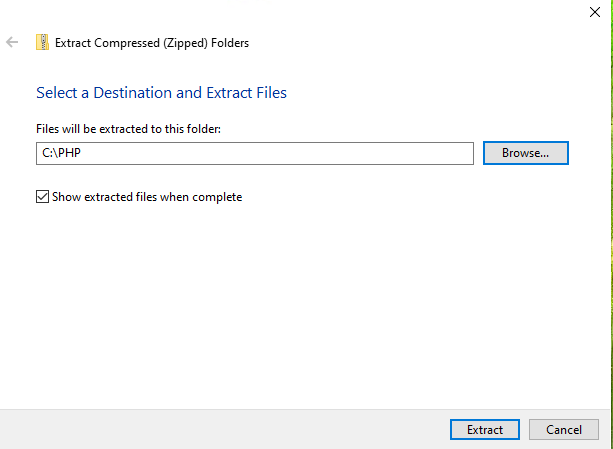 Extract Compressed (Zipped) Folders
Select a Destination and Extract Files
Files will be extracted to this folder:
C:\PHP
Browse...
Show extracted files when complete
Extract
Cancel